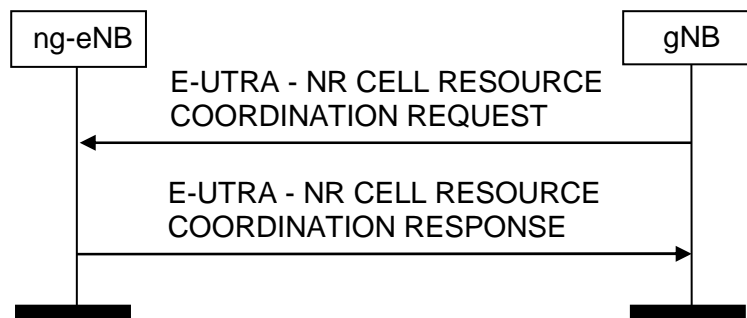 ng-eNB
gNB
E-UTRA - NR CELL RESOURCE
COORDINATION REQUEST
E-UTRA - NR CELL RESOURCE
COORDINATION RESPONSE